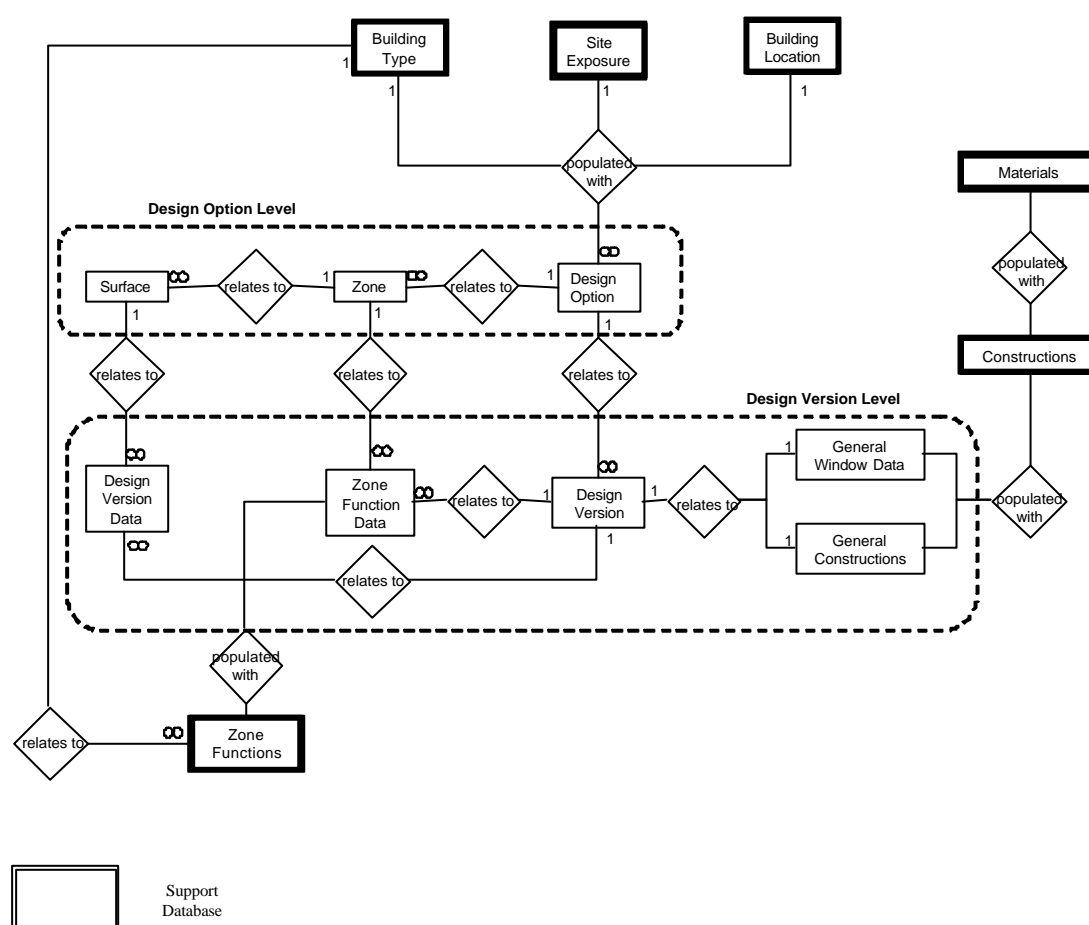 Building
Type
Site
Exposure
Building
Location
1
1
1
1
populated
with
Materials
Design Option Level
populated
with
∞
Surface
∞
relates to
1
Zone
∞
relates to
1
Design
Option
1
1
1
Constructions
relates to
relates to
relates to
Design Version Level
∞
∞
∞
Design
Version
Data
Zone
Function
Data
∞
relates to
1
Design
Version
1
relates to
1
General
Window Data
populated
with
∞
1
1
General
Constructions
relates to
populated
with
relates to
∞
Zone
Functions
Support
Database